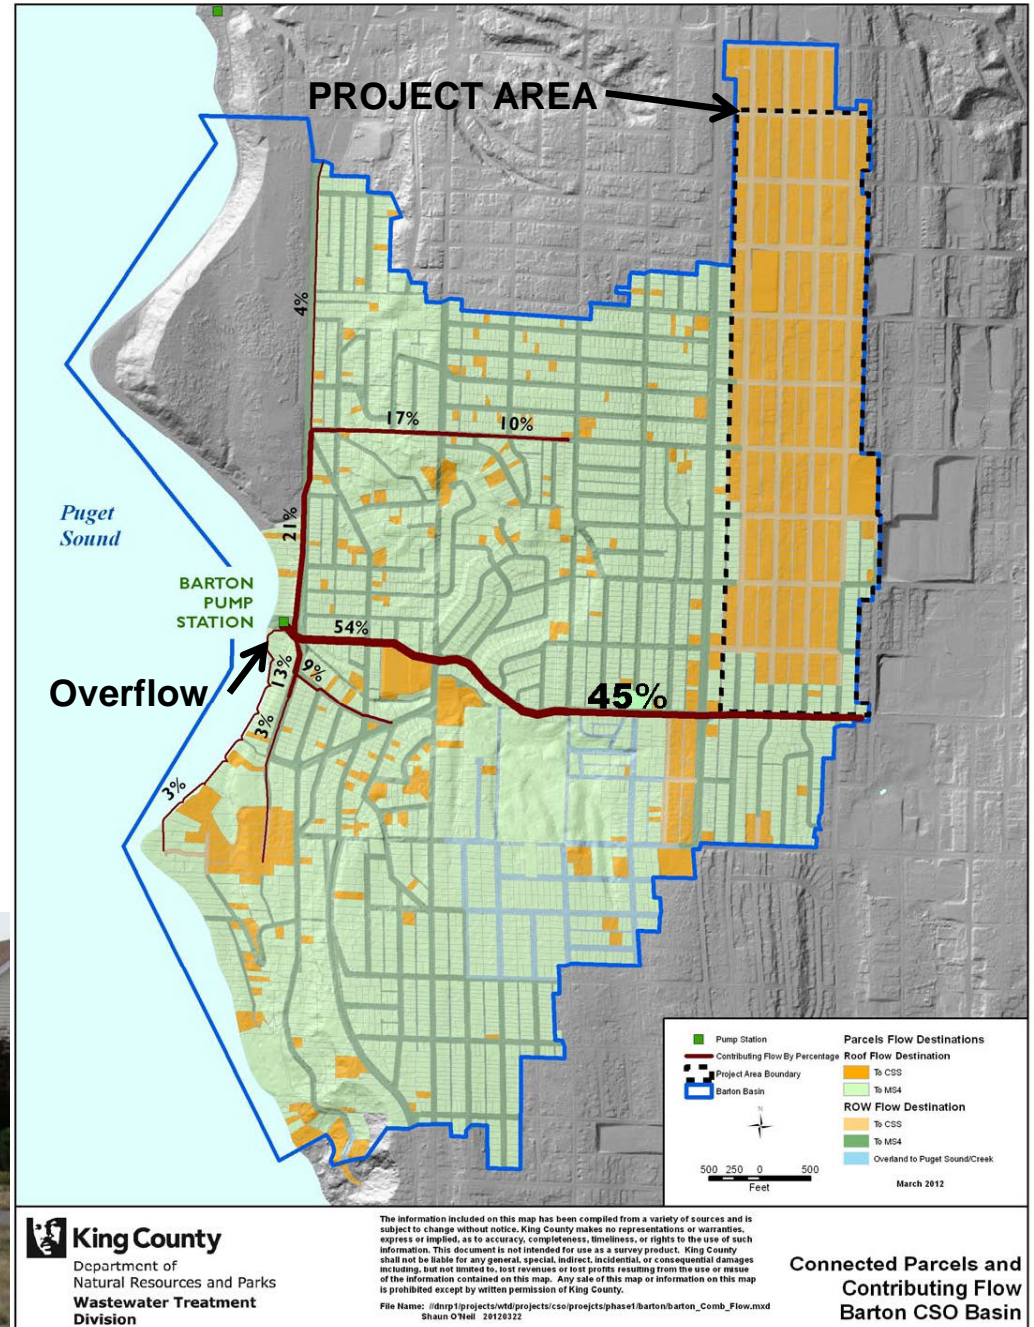 PROJECT AREA
4%
17%
10%
21%
Puget
Sound
BARTON
PUMP
STATION
54%
Overflow
13%
9%
45%
3%
3%
Pump Station
Contributing Flow By Percentage
Project Area Boundary
Barton Basin
Parcels Flow Destinations
Roof Flow Destination
To CSS
To MS4
ROW Flow Destination
To CSS
To MS4
Overland to Puget Sound/Creek
N
500 250 0 500
Feet
March 2012
King County
Department of
Natural Resources and Parks
Wastewater Treatment
Division
The information included on this map has been compiled from a variety of sources and is
subject to change without notice. King County makes no representations or warranties,
express or implied, as to accuracy, completeness, timeliness, or rights to the use of such
information. This document is not intended for use as a survey product. King County
shall not be liable for any general, special, indirect, incidental, or consequential damages
including, but not limited to, lost revenues or lost profits resulting from the use or misue
of the information contained on this map. Any sale of this map or information on this map
is prohibited except by written permission of King County.
File Name: //dnrp1/projects/wtd/projects/cso/proejcts/phase1/barton/barton_Comb_Flow.mxd
Shaun O'Neil 20120322
Connected Parcels and
Contributing Flow
Barton CSO Basin